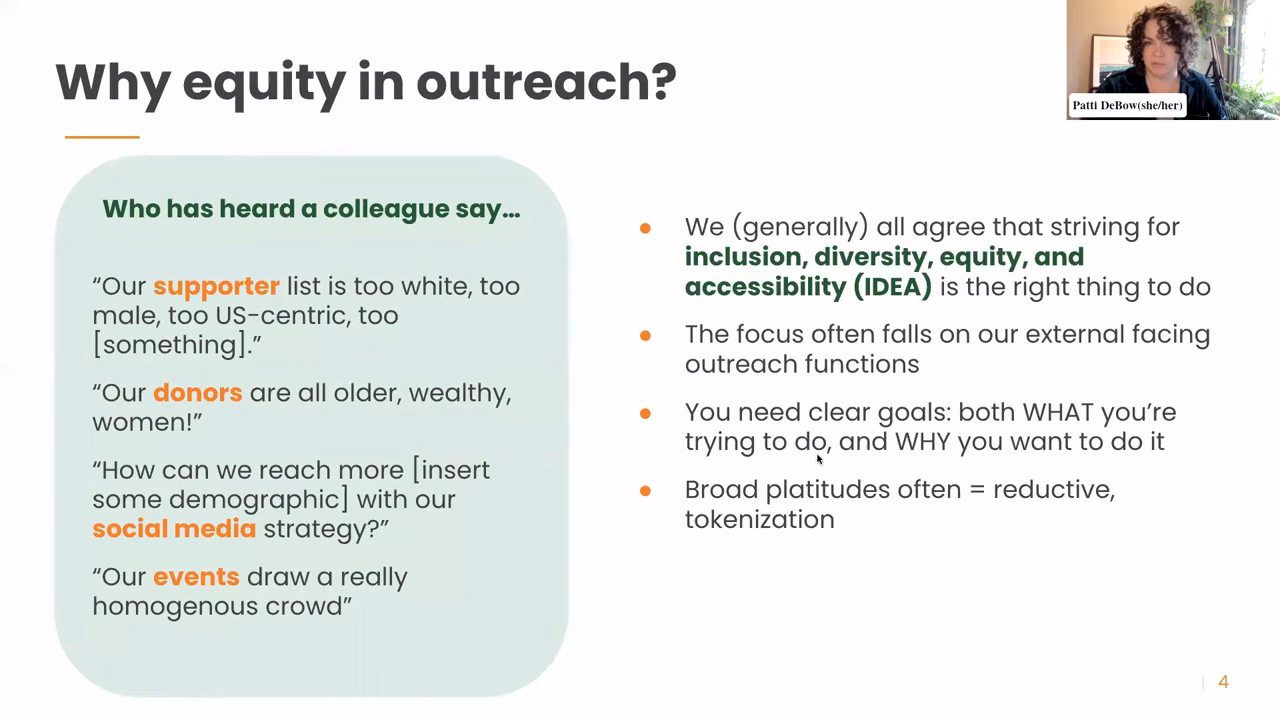 Why equity in outreach?
Patti DeBow(she/her)
Who has heard a colleague say…
“Our supporter list is too white, too
male, too US-centric, too
[something].”
“Our donors are all older, wealthy,
women!”
“How can we reach more [insert
some demographic] with our
social media strategy?”
“Our events draw a really
homogenous crowd”
● We (generally) all agree that striving for
inclusion, diversity, equity, and
accessibility (IDEA) is the right thing to do
● The focus often falls on our external facing
outreach functions
● You need clear goals: both WHAT you’re
trying to do, and WHY you want to do it
● Broad platitudes often = reductive,
tokenization
4